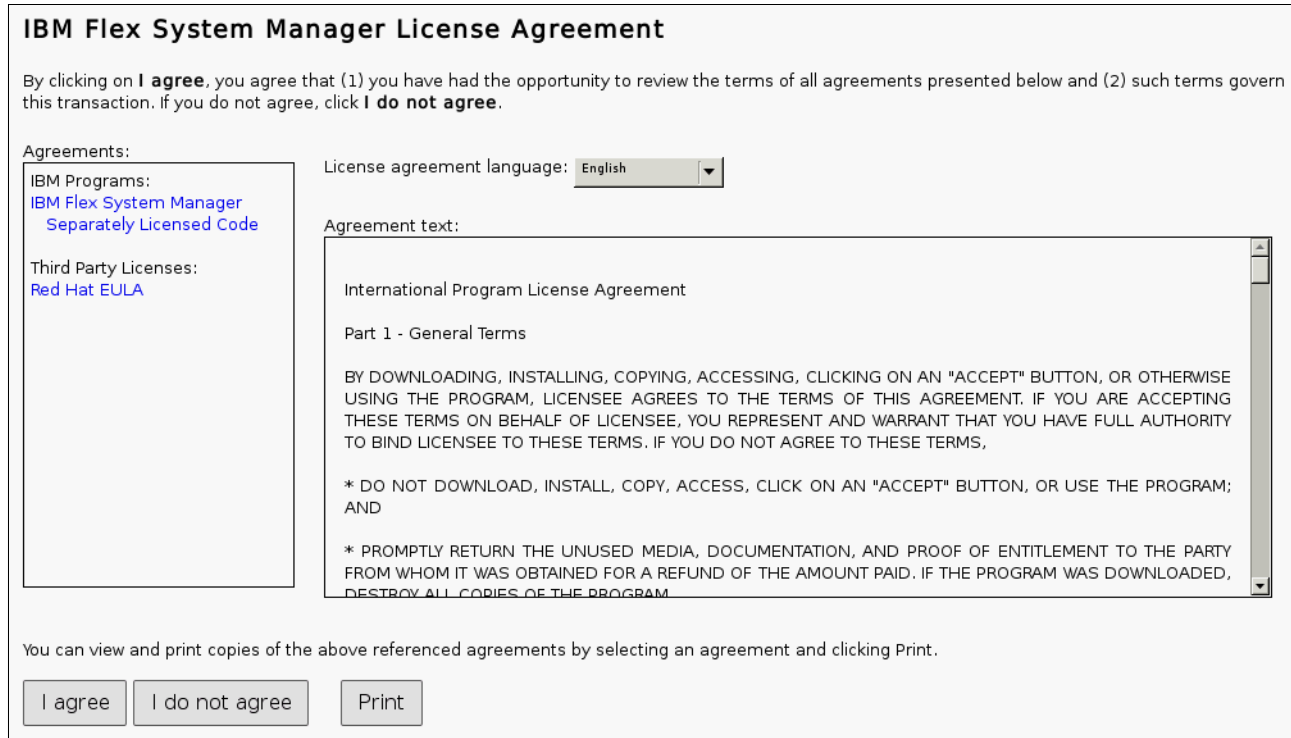 IBM Flex System Manager License Agreement
By clicking on I agree, you agree that (1) you have had the opportunity to review the terms of all agreements presented below and (2) such terms govern
this transaction. If you do not agree, click I do not agree.
Agreements:
IBM Programs:
IBM Flex System Manager
Separately Licensed Code
Third Party Licenses:
Red Hat EULA
License agreement language: English
Agreement text:
International Program License Agreement
Part 1 - General Terms
BY DOWNLOADING, INSTALLING, COPYING, ACCESSING, CLICKING ON AN "ACCEPT" BUTTON, OR OTHERWISE
USING THE PROGRAM, LICENSEE AGREES TO THE TERMS OF THIS AGREEMENT. IF YOU ARE ACCEPTING
THESE TERMS ON BEHALF OF LICENSEE, YOU REPRESENT AND WARRANT THAT YOU HAVE FULL AUTHORITY
TO BIND LICENSEE TO THESE TERMS. IF YOU DO NOT AGREE TO THESE TERMS,
* DO NOT DOWNLOAD, INSTALL, COPY, ACCESS, CLICK ON AN "ACCEPT" BUTTON, OR USE THE PROGRAM;
AND
* PROMPTLY RETURN THE UNUSED MEDIA, DOCUMENTATION, AND PROOF OF ENTITLEMENT TO THE PARTY
FROM WHOM IT WAS OBTAINED FOR A REFUND OF THE AMOUNT PAID. IF THE PROGRAM WAS DOWNLOADED,
DESTROY ALL COPIES OF THE PROGRAM
You can view and print copies of the above referenced agreements by selecting an agreement and clicking Print.
I agree
I do not agree
Print